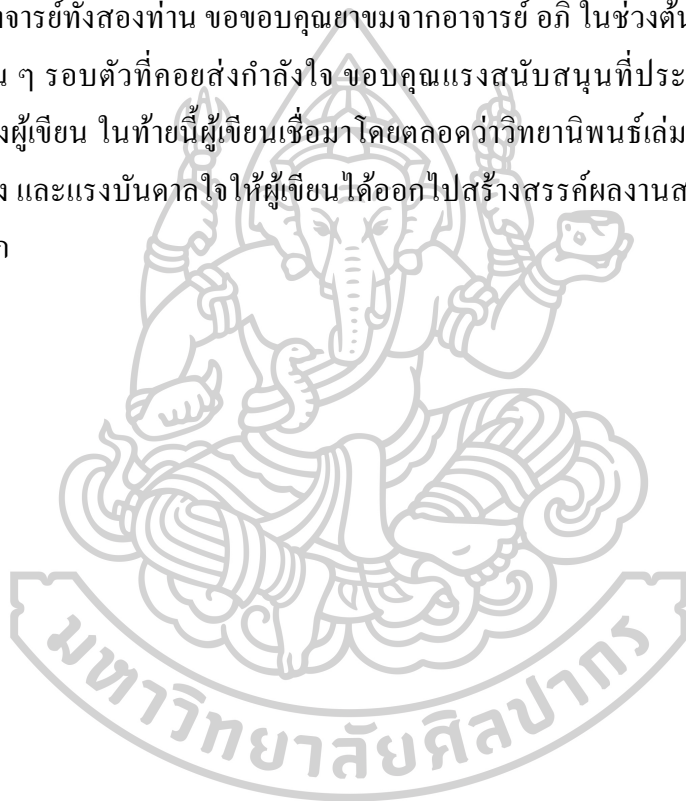 าจารย์ทั้งสองท่าน ขอขอบคุณยาขมจากอาจารย์ อภิ ในช่วงต้น
น ๆ รอบตัวที่คอยส่งกำลังใจ ขอบคุณแรงสนับสนุนที่ประ
งผู้เขียน ในท้ายนี้ผู้เขียนเชื่อมาโดยตลอดว่าวิทยานิพนธ์เล่ม
ง และแรงบันดาลใจให้ผู้เขียนได้ออกไปสร้างสรรค์ผลงานส
ก
มหาวิทยาลัยศิลปากร